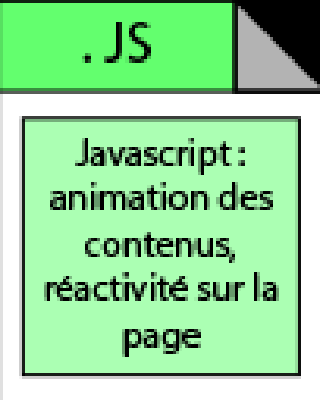 . JS
Javascript :
animation des
contenus,
réactivité sur la
page